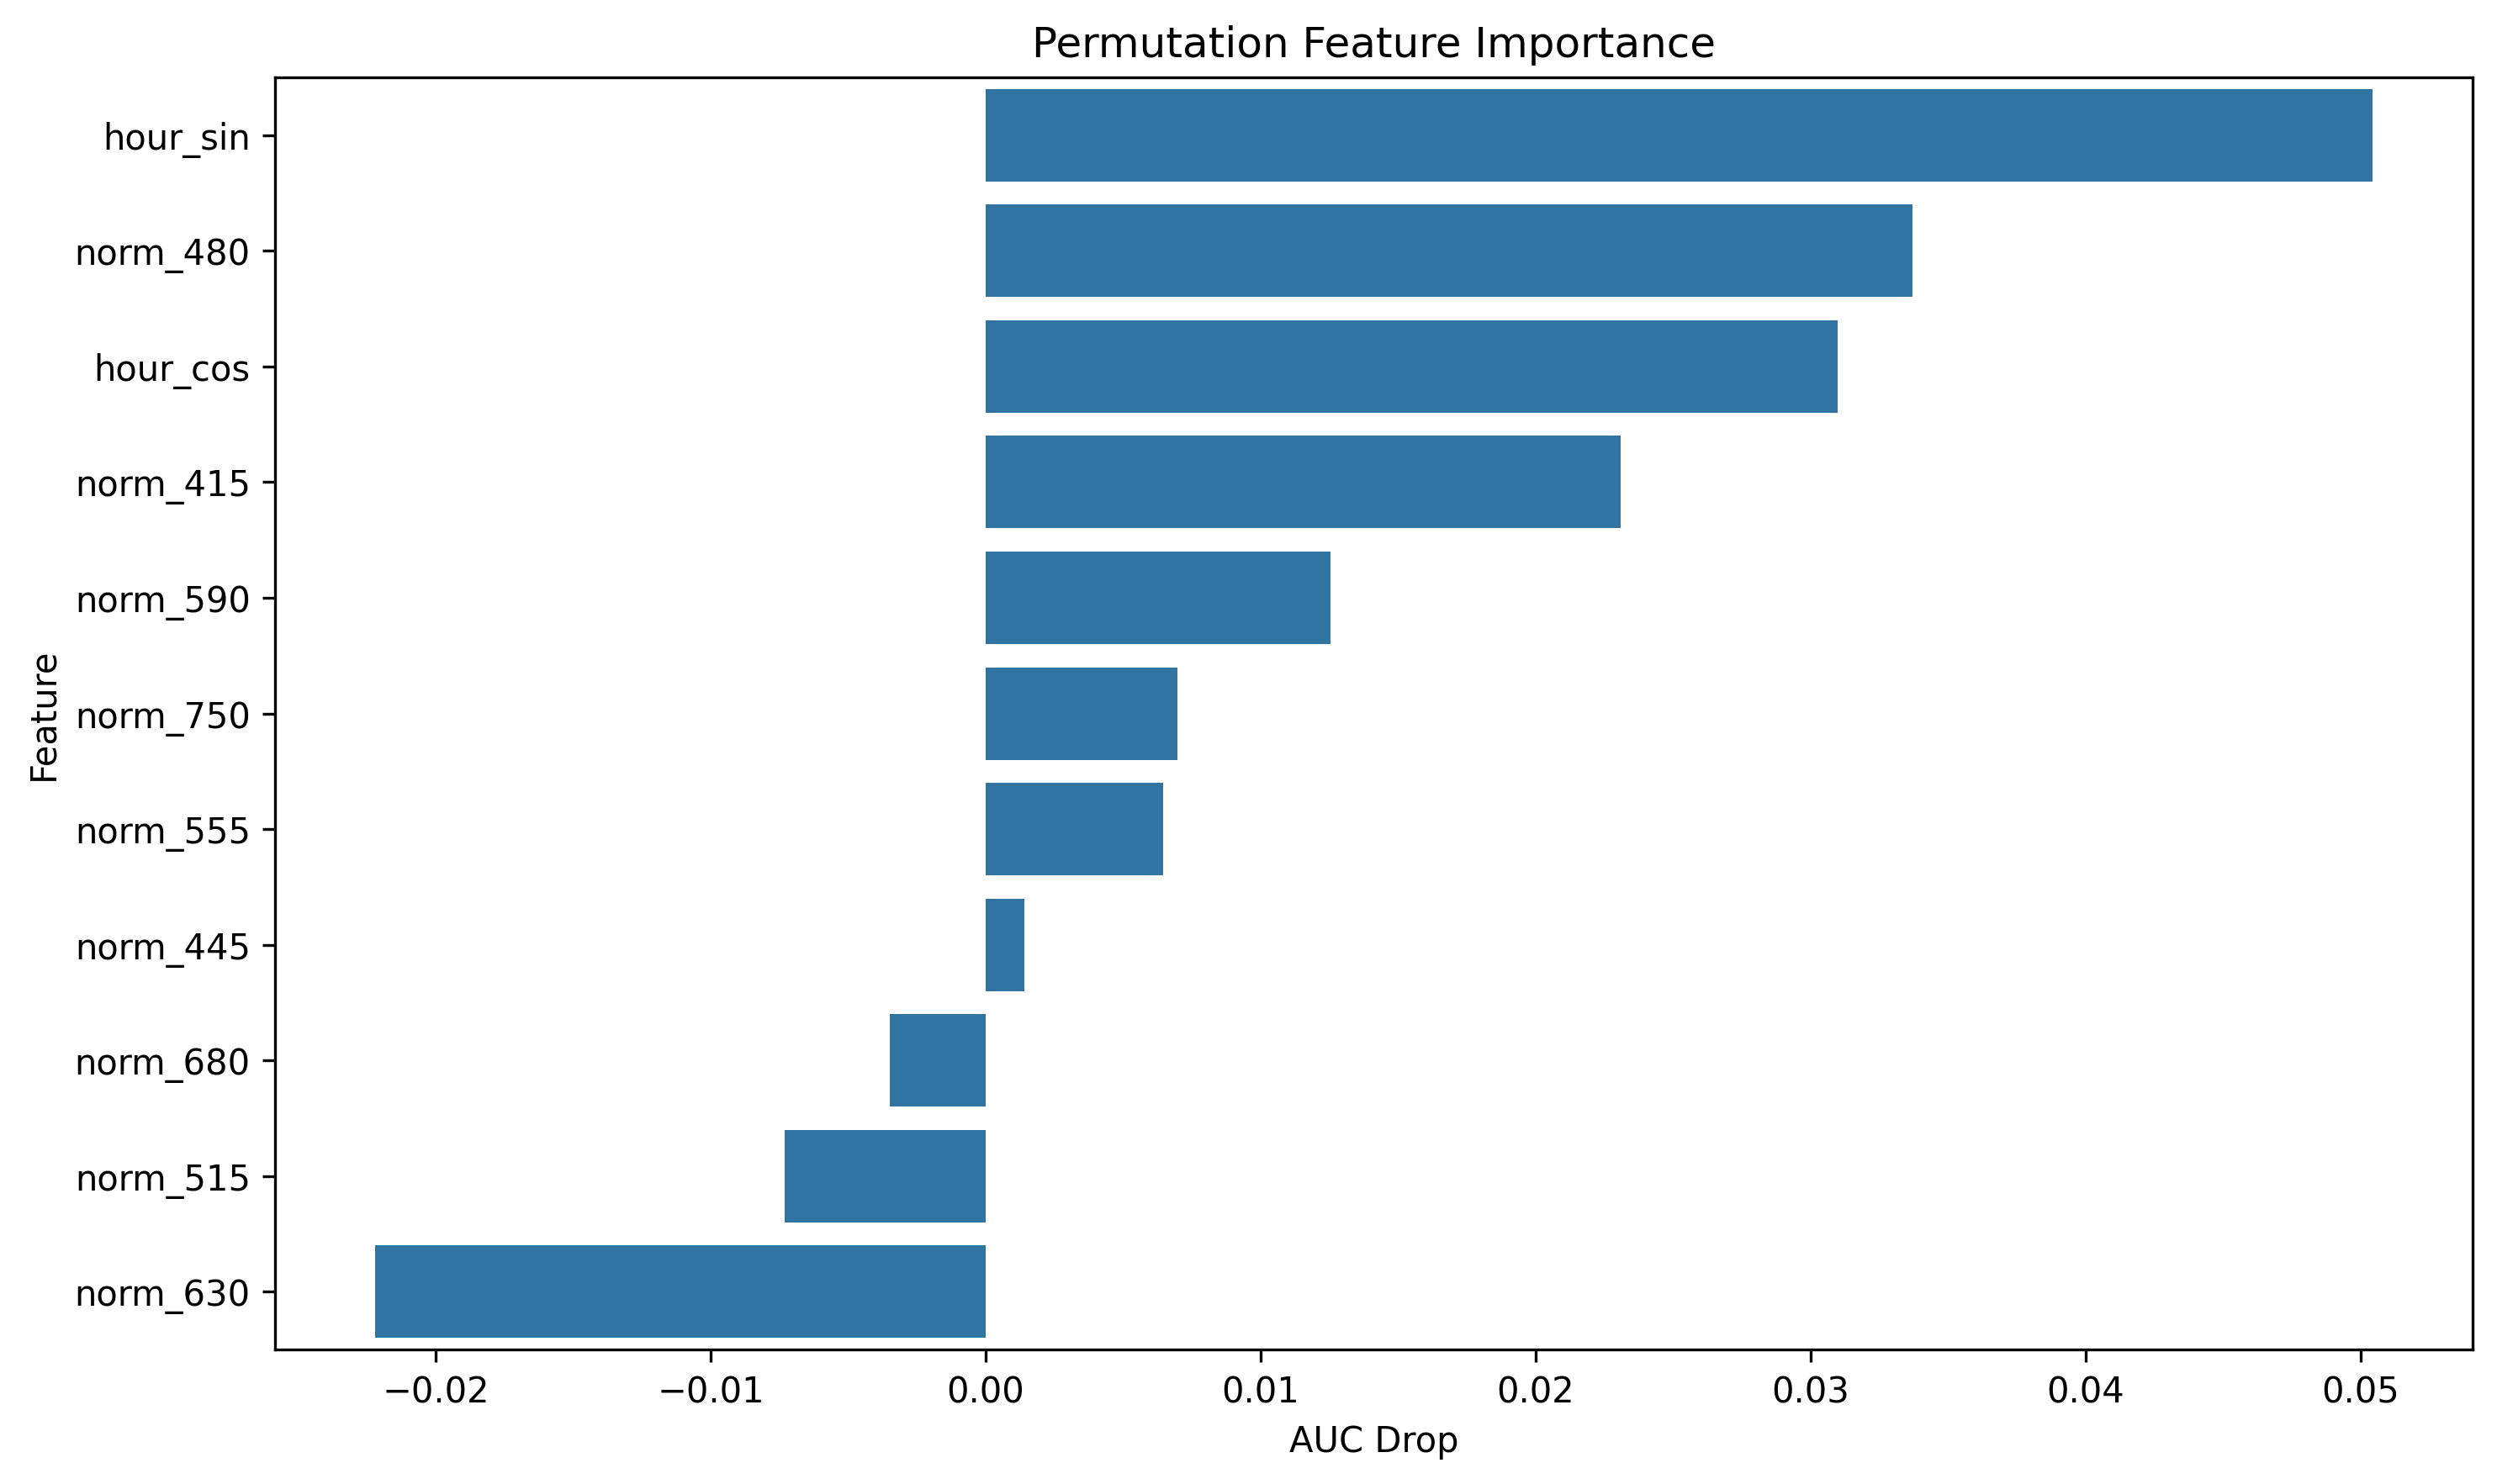 Permutation Feature Importance
hour_sin
norm_480
hour_cos
norm_415
norm_590
norm_750
norm_555
norm_445
norm_680
norm_515
norm_630
Feature
−0.02 −0.01 0.00 0.01 0.02 0.03 0.04 0.05
AUC Drop